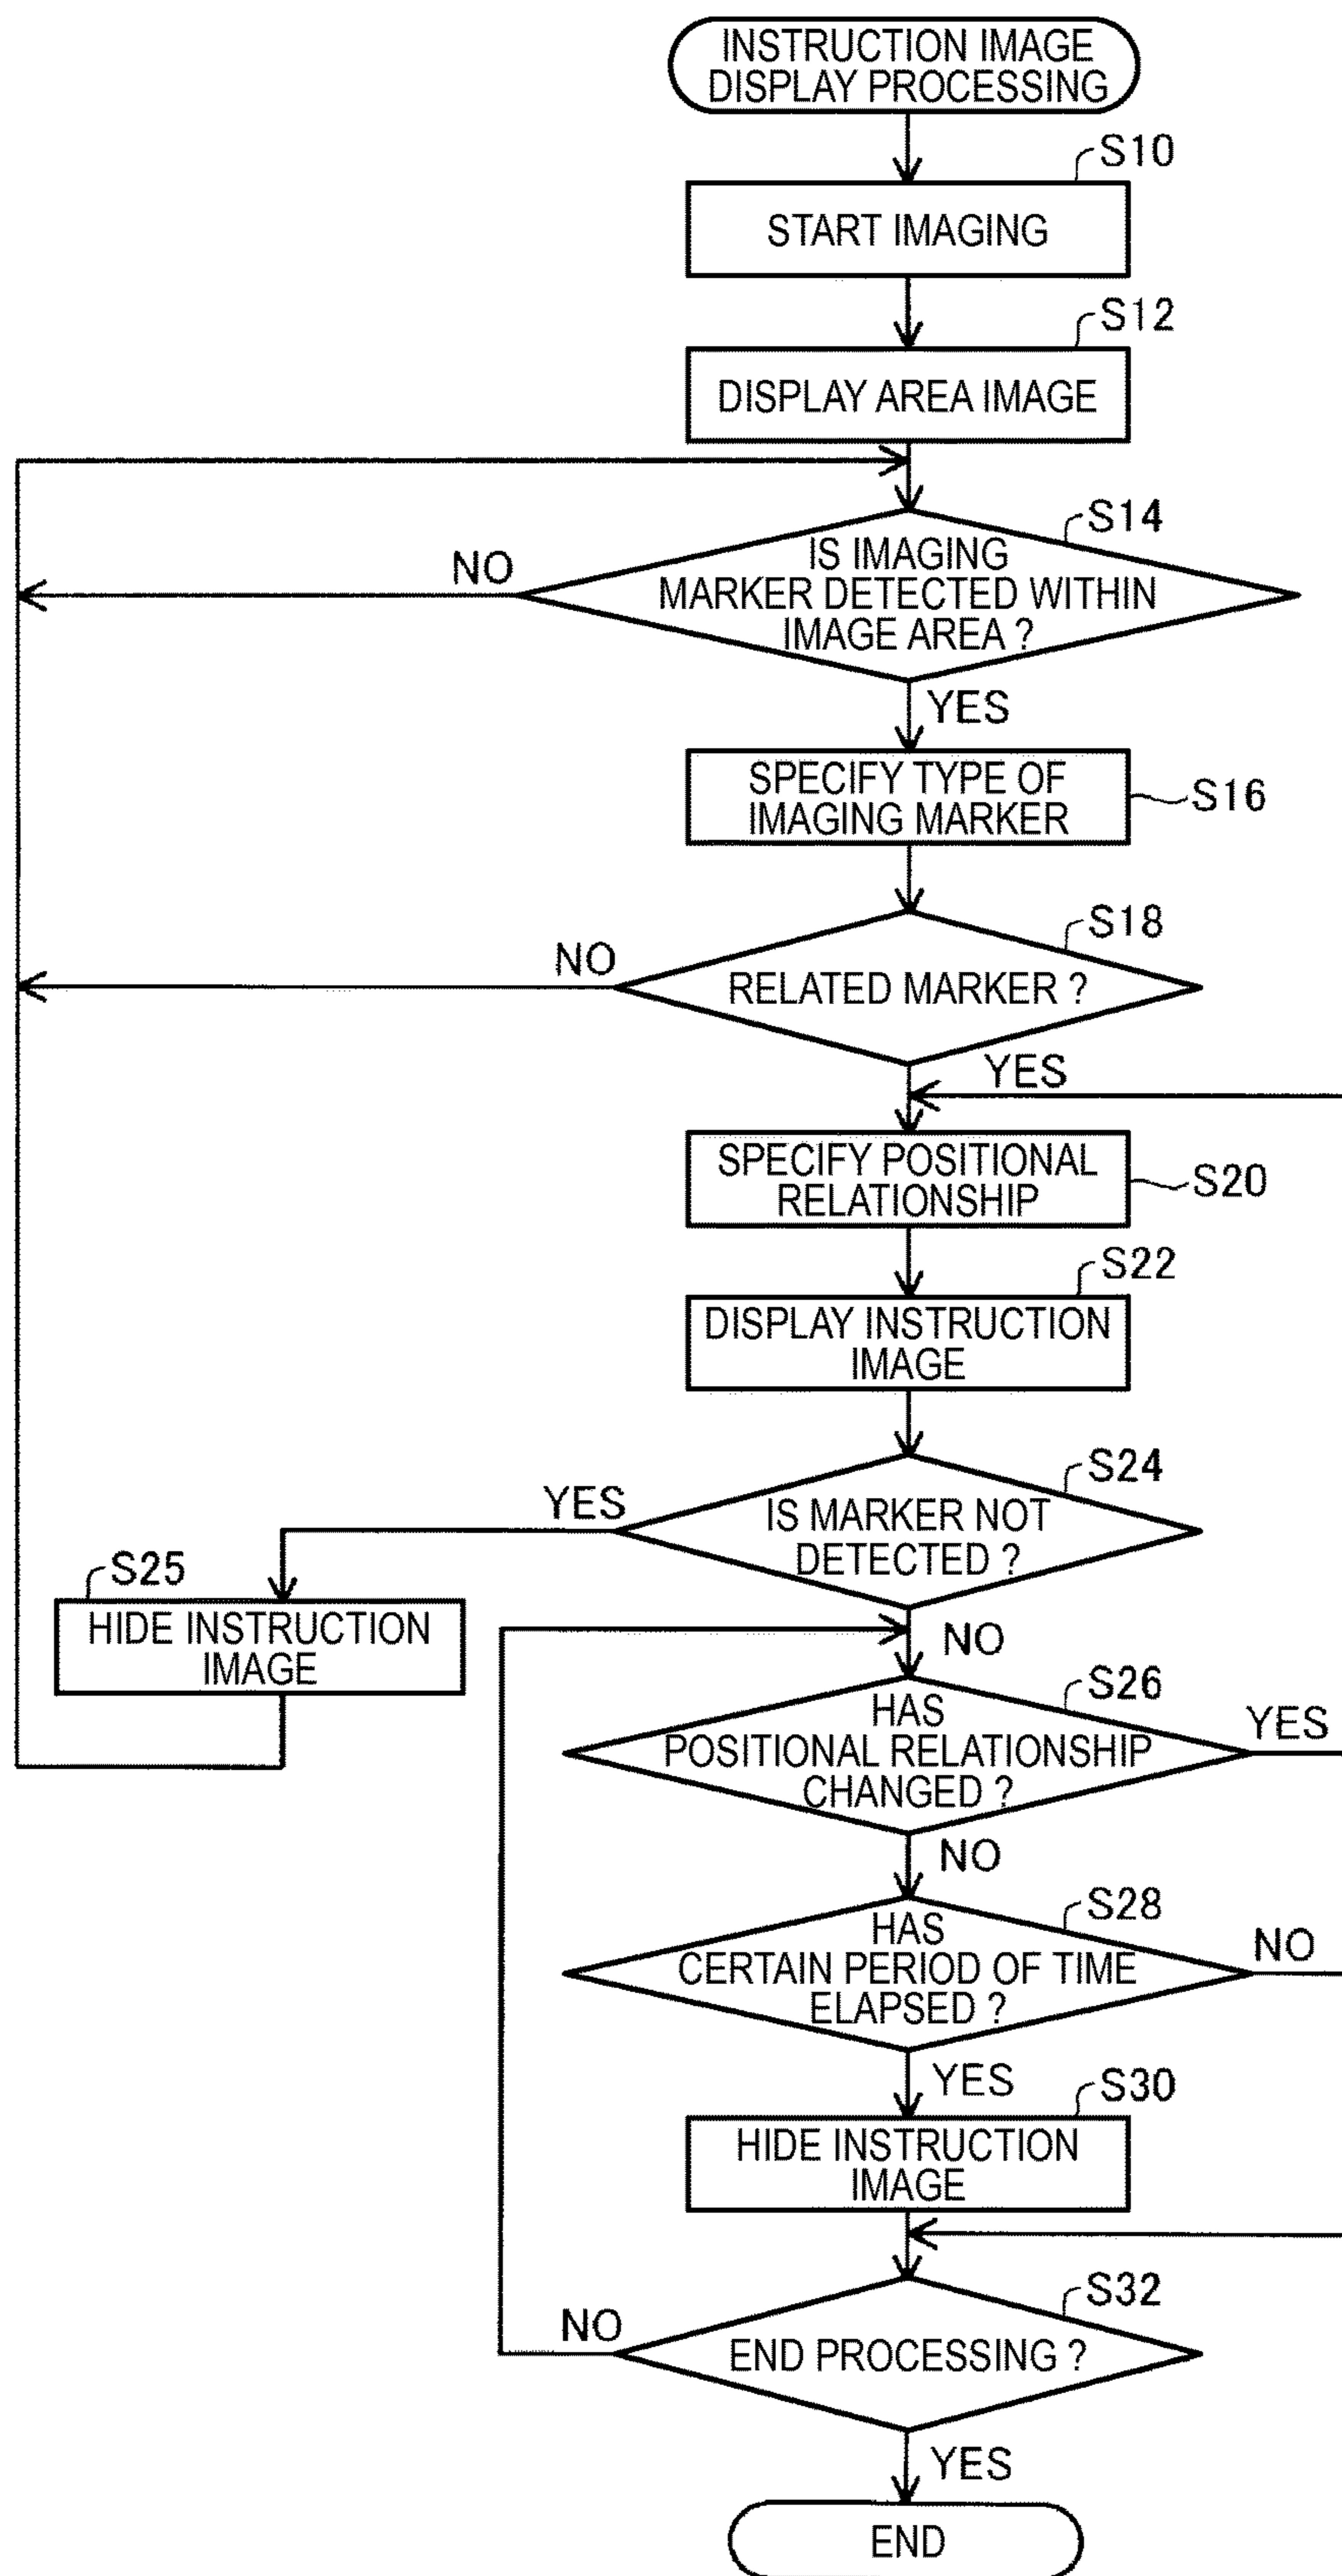 INSTRUCTION IMAGE
DISPLAY PROCESSING
S10
START IMAGING
S12
DISPLAY AREA IMAGE
S14
NO
IS IMAGING
MARKER DETECTED WITHIN
IMAGE AREA ?
YES
SPECIFY TYPE OF
IMAGING MARKER
S16
S18
NO
RELATED MARKER ?
YES
SPECIFY POSITIONAL
RELATIONSHIP
S20
S22
DISPLAY INSTRUCTION
IMAGE
S24
YES
IS MARKER NOT
DETECTED ?
S25
HIDE INSTRUCTION
IMAGE
NO
S26
HAS
POSITIONAL RELATIONSHIP
CHANGED ?
YES
NO
S28
HAS
CERTAIN PERIOD OF TIME
ELAPSED ?
NO
YES
S30
HIDE INSTRUCTION
IMAGE
S32
NO
END PROCESSING ?
YES
END